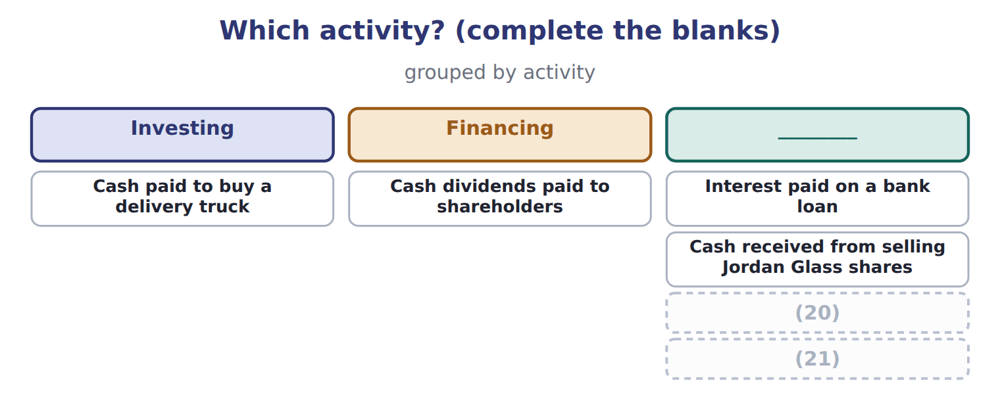 Which activity? (complete the blanks)
grouped by activity
Investing
Cash paid to buy a
delivery truck
Financing
Cash dividends paid to
shareholders
________
Interest paid on a bank
loan
Cash received from selling
Jordan Glass shares
(20)
(21)